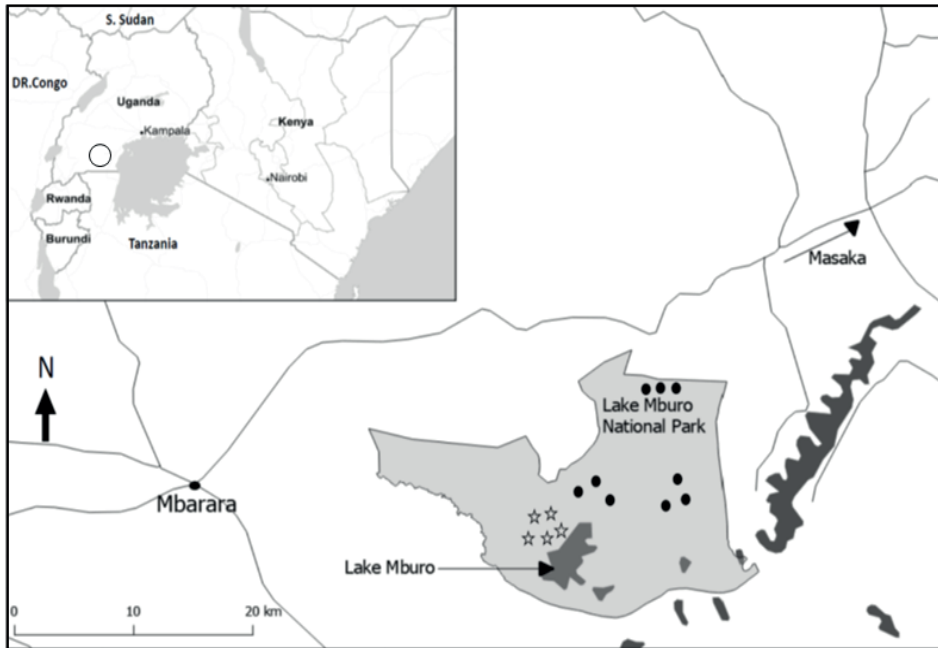 S. Sudan
DR.Congo
Uganda
Kampala
Kenya
Nairobi
Rwanda
Burundi
Tanzania
Masaka
N
Lake Mburo
National Park
Mbarara
Lake Mburo
0 10 20 km